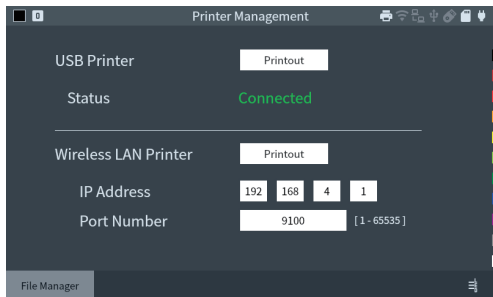 0 Printer Management
USB Printer Printout
Status Connected
Wireless LAN Printer Printout
IP Address 192 168 4 1
Port Number 9100 [1-65535]
File Manager